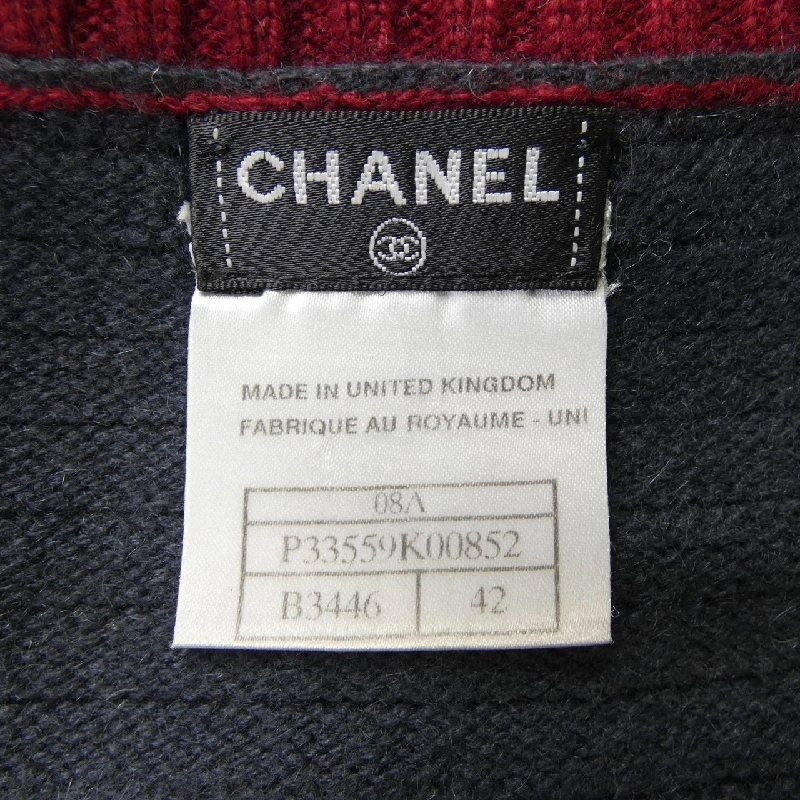 CHANEL
MADE IN UNITED KINGDOM
FABRIQUE AU ROYAUME - UNI
08A
P33559K00852
B3446 42